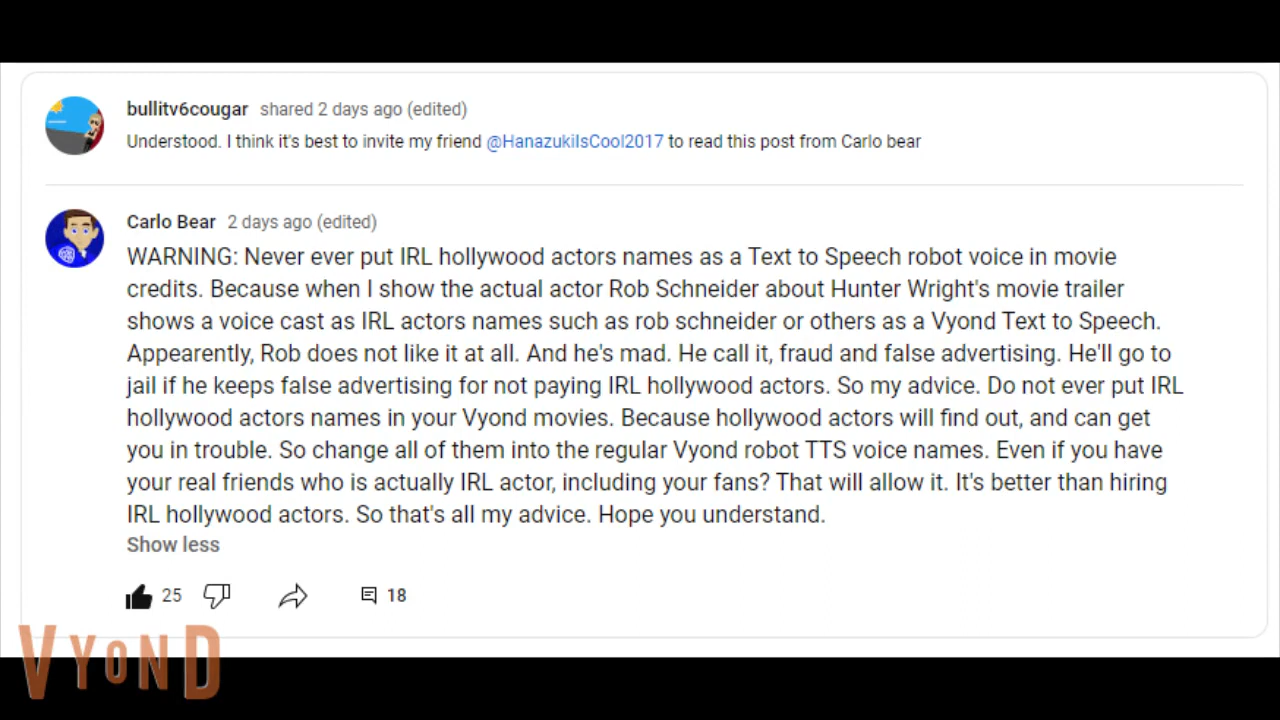 bullitv6cougar shared 2 days ago (edited)
Understood. I think it's best to invite my friend @HanazukiIsCool2017 to read this post from Carlo bear
Carlo Bear 2 days ago (edited)
WARNING: Never ever put IRL hollywood actors names as a Text to Speech robot voice in movie
credits. Because when I show the actual actor Rob Schneider about Hunter Wright's movie trailer
shows a voice cast as IRL actors names such as rob schneider or others as a Vyond Text to Speech.
Appearently, Rob does not like it at all. And he's mad. He call it, fraud and false advertising. He'll go to
jail if he keeps false advertising for not paying IRL hollywood actors. So my advice. Do not ever put IRL
hollywood actors names in your Vyond movies. Because hollywood actors will find out, and can get
you in trouble. So change all of them into the regular Vyond robot TTS voice names. Even if you have
your real friends who is actually IRL actor, including your fans? That will allow it. It's better than hiring
IRL hollywood actors. So that's all my advice. Hope you understand.
Show less
25 18
VYOND